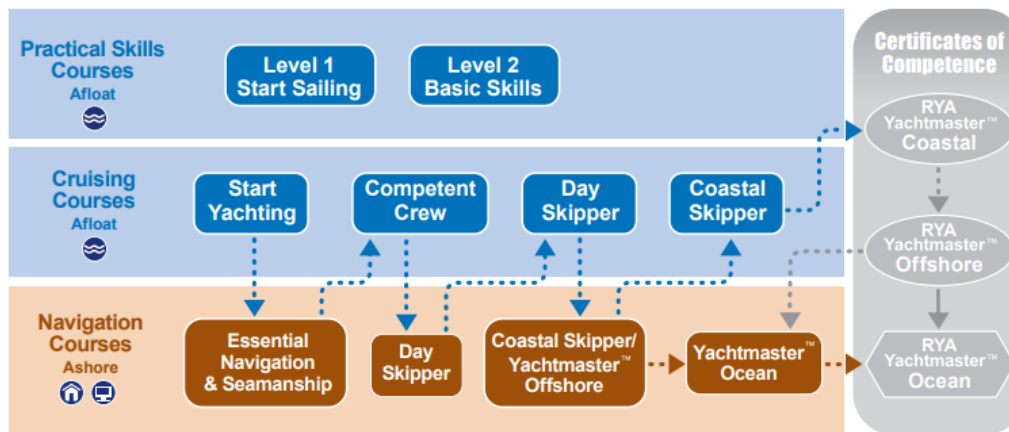 Practical Skills
Courses
Afloat
Level 1
Start Sailing
Level 2
Basic Skills
Certificates of
Competence
RYA
Yachtmaster™
Coastal
Cruising
Courses
Afloat
Start
Yachting
Competent
Crew
Day
Skipper
Coastal
Skipper
RYA
Yachtmaster™
Offshore
Navigation
Courses
Ashore
Essential
Navigation
& Seamanship
Day
Skipper
Coastal Skipper/
Yachtmaster™
Offshore
Yachtmaster™
Ocean
RYA
Yachtmaster™
Ocean